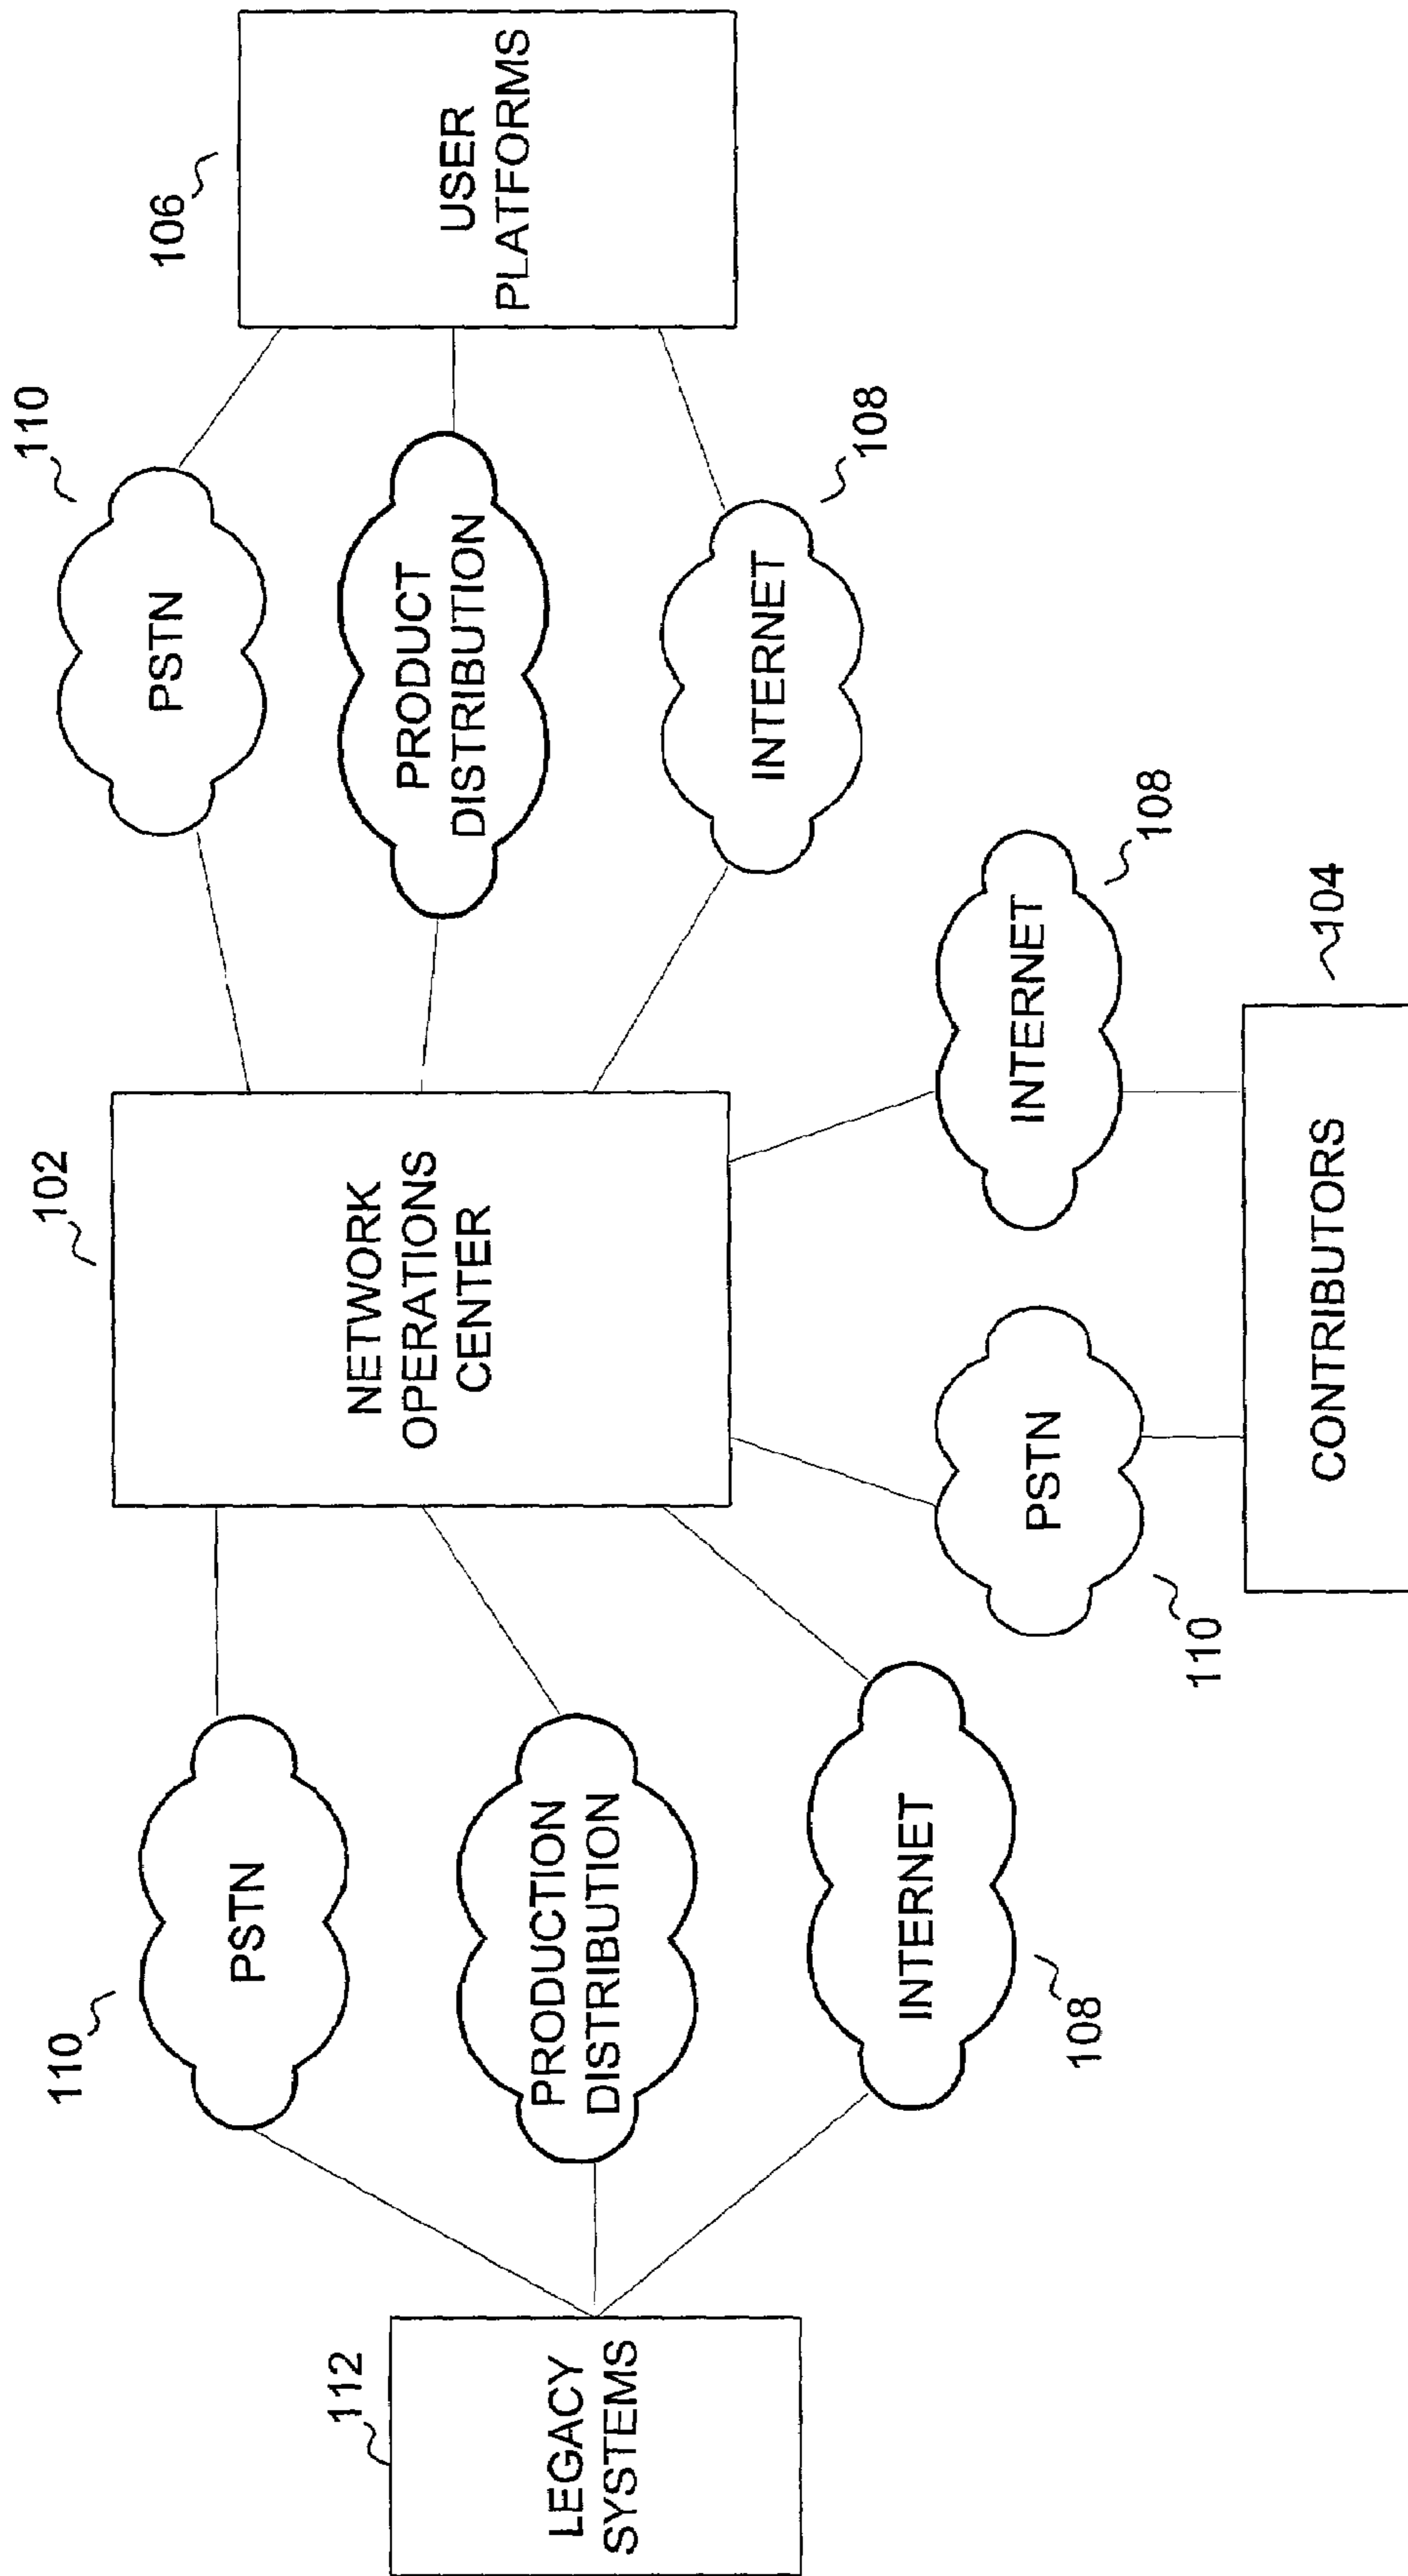 110
PSTN
106
USER
PLATFORMS
PRODUCT
DISTRIBUTION
INTERNET
108
102
NETWORK
OPERATIONS
CENTER
110
PSTN
PRODUCTION
DISTRIBUTION
INTERNET
108
112
LEGACY
SYSTEMS
PSTN
110
INTERNET
108
104
CONTRIBUTORS